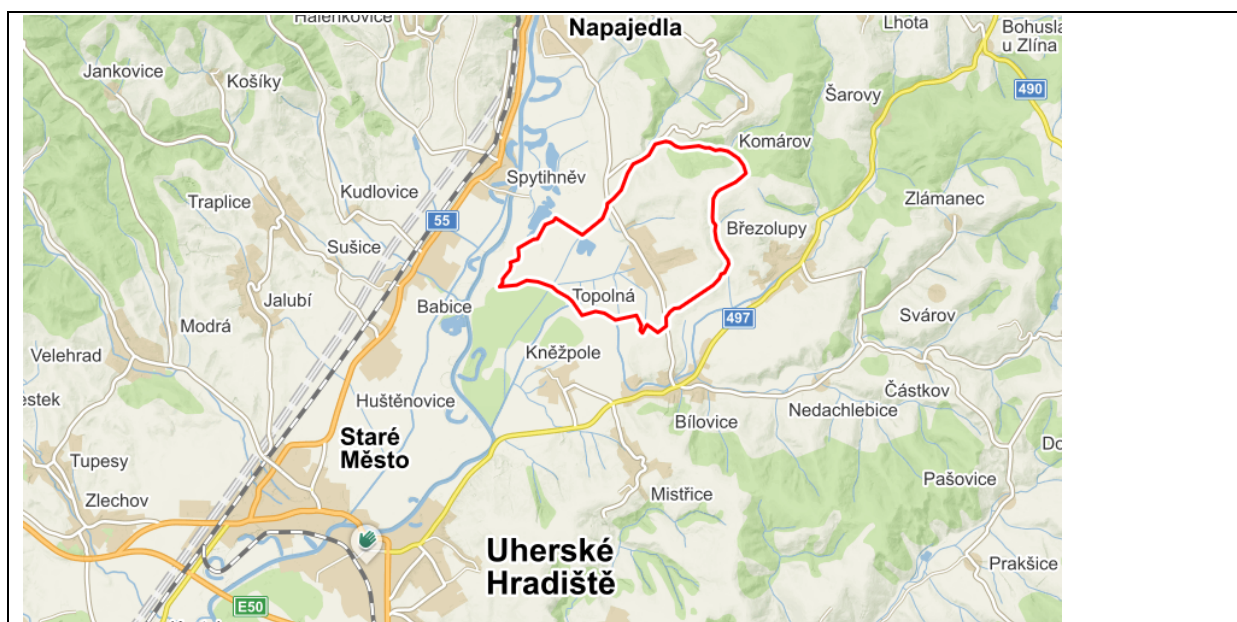 Halenkovice
Napajedla
Lhota
Bohusla
u Zlína
Jankovice
Košíky
Šarovy
490
Komárov
Spytihněv
Kudlovice
Traplice
Zlámanec
55
Březolupy
Sušice
Topolná
Jalubí
Babice
Svárov
497
Modrá
Kněžpole
Velehrad
Částkov
estek
Huštěnovice
Nedachlebice
Bílovice
Staré
Město
Do
Tupesy
Pašovice
Mistřice
Zlechov
Uherské
Hradiště
Prakšice
E50